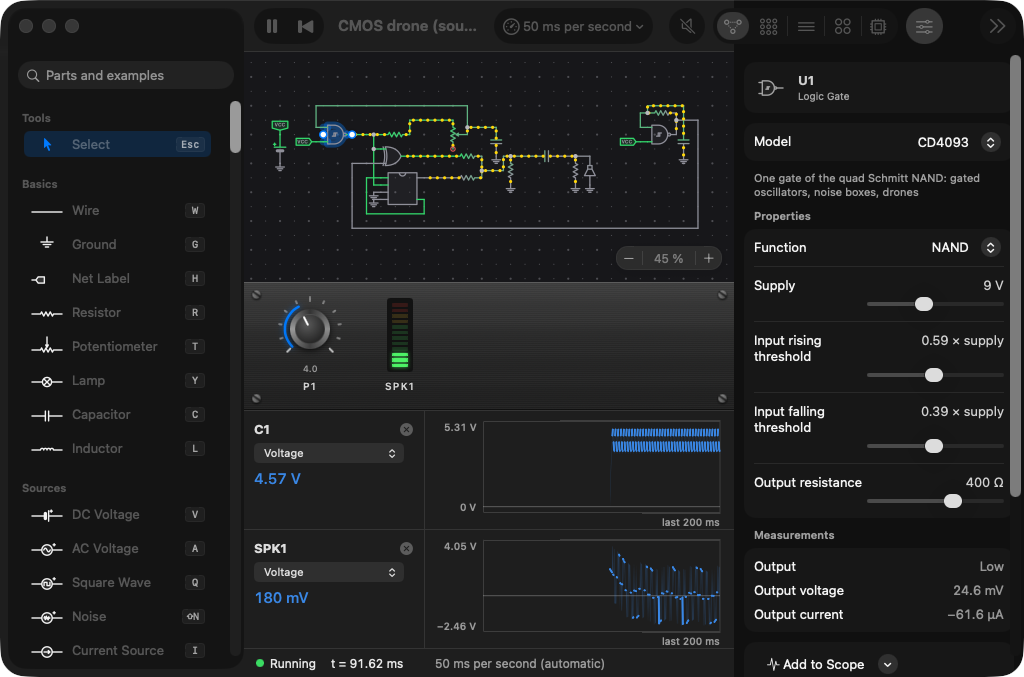 CMOS drone (sou...
50 ms per second
Parts and examples
Tools
Select
Esc
Basics
Wire
W
Ground
G
Net Label
H
Resistor
R
Potentiometer
T
Lamp
Y
Capacitor
C
Inductor
L
Sources
DC Voltage
V
AC Voltage
A
Square Wave
Q
Noise
⇧N
Current Source
I
VCC
VCC
VCC
45 %
4.0
P1
SPK1
C1
Voltage
4.57 V
5.31 V
0 V
last 200 ms
SPK1
Voltage
180 mV
4.05 V
−2.46 V
last 200 ms
Running
t = 91.62 ms
50 ms per second (automatic)
U1
Logic Gate
Model
CD4093
One gate of the quad Schmitt NAND: gated
oscillators, noise boxes, drones
Properties
Function
NAND
Supply
9 V
Input rising
threshold
0.59 × supply
Input falling
threshold
0.39 × supply
Output resistance
400 Ω
Measurements
Output
Low
Output voltage
24.6 mV
Output current
−61.6 µA
Add to Scope